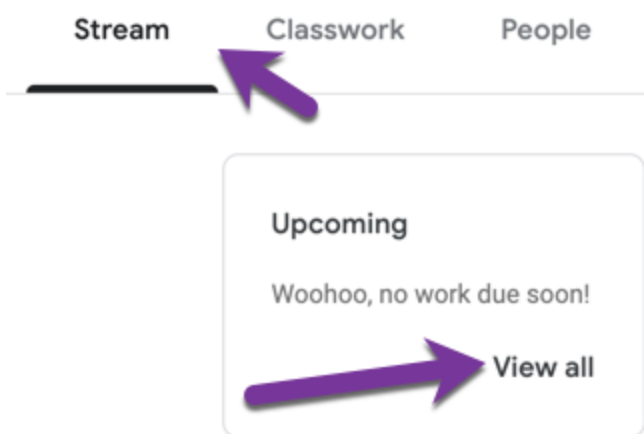 Stream Classwork People
Upcoming
Woohoo, no work due soon!
View all